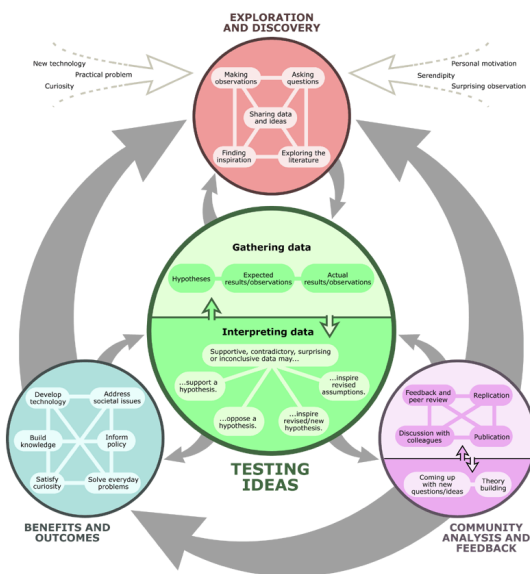 EXPLORATION
AND DISCOVERY
New technology
Practical problem
Curiosity
Personal motivation
Serendipity
Surprising observation
Making
observations
Asking
questions
Sharing data
and ideas
Finding
inspiration
Exploring the
literature
Gathering data
Hypotheses
Expected
results/observations
Actual
results/observations
Interpreting data
Supportive, contradictory, surprising
or inconclusive data may...
...support a
hypothesis.
...inspire
revised
assumptions.
...oppose a
hypothesis.
...inspire
revised/new
hypothesis.
TESTING
IDEAS
Develop
technology
Address
societal issues
Build
knowledge
Inform
policy
Satisfy
curiosity
Solve everyday
problems
BENEFITS AND
OUTCOMES
Feedback and
peer review
Replication
Discussion with
colleagues
Publication
Coming up
with new
questions/ideas
Theory
building
COMMUNITY
ANALYSIS AND
FEEDBACK